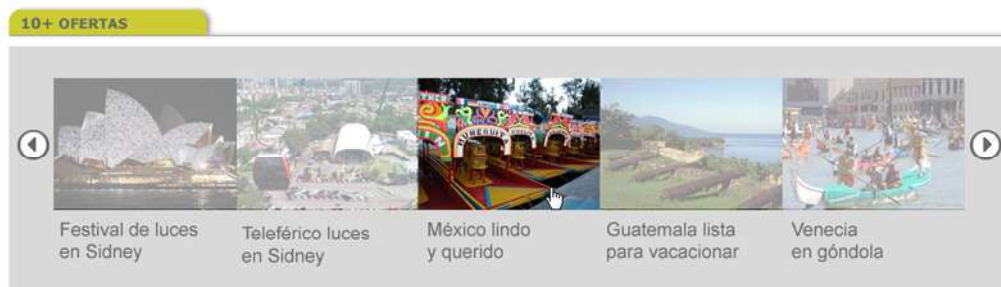 10+ OFERTAS
Festival de luces
en Sidney
Teleférico luces
en Sidney
México lindo
y querido
Guatemala lista
para vacacionar
Venecia
en góndola